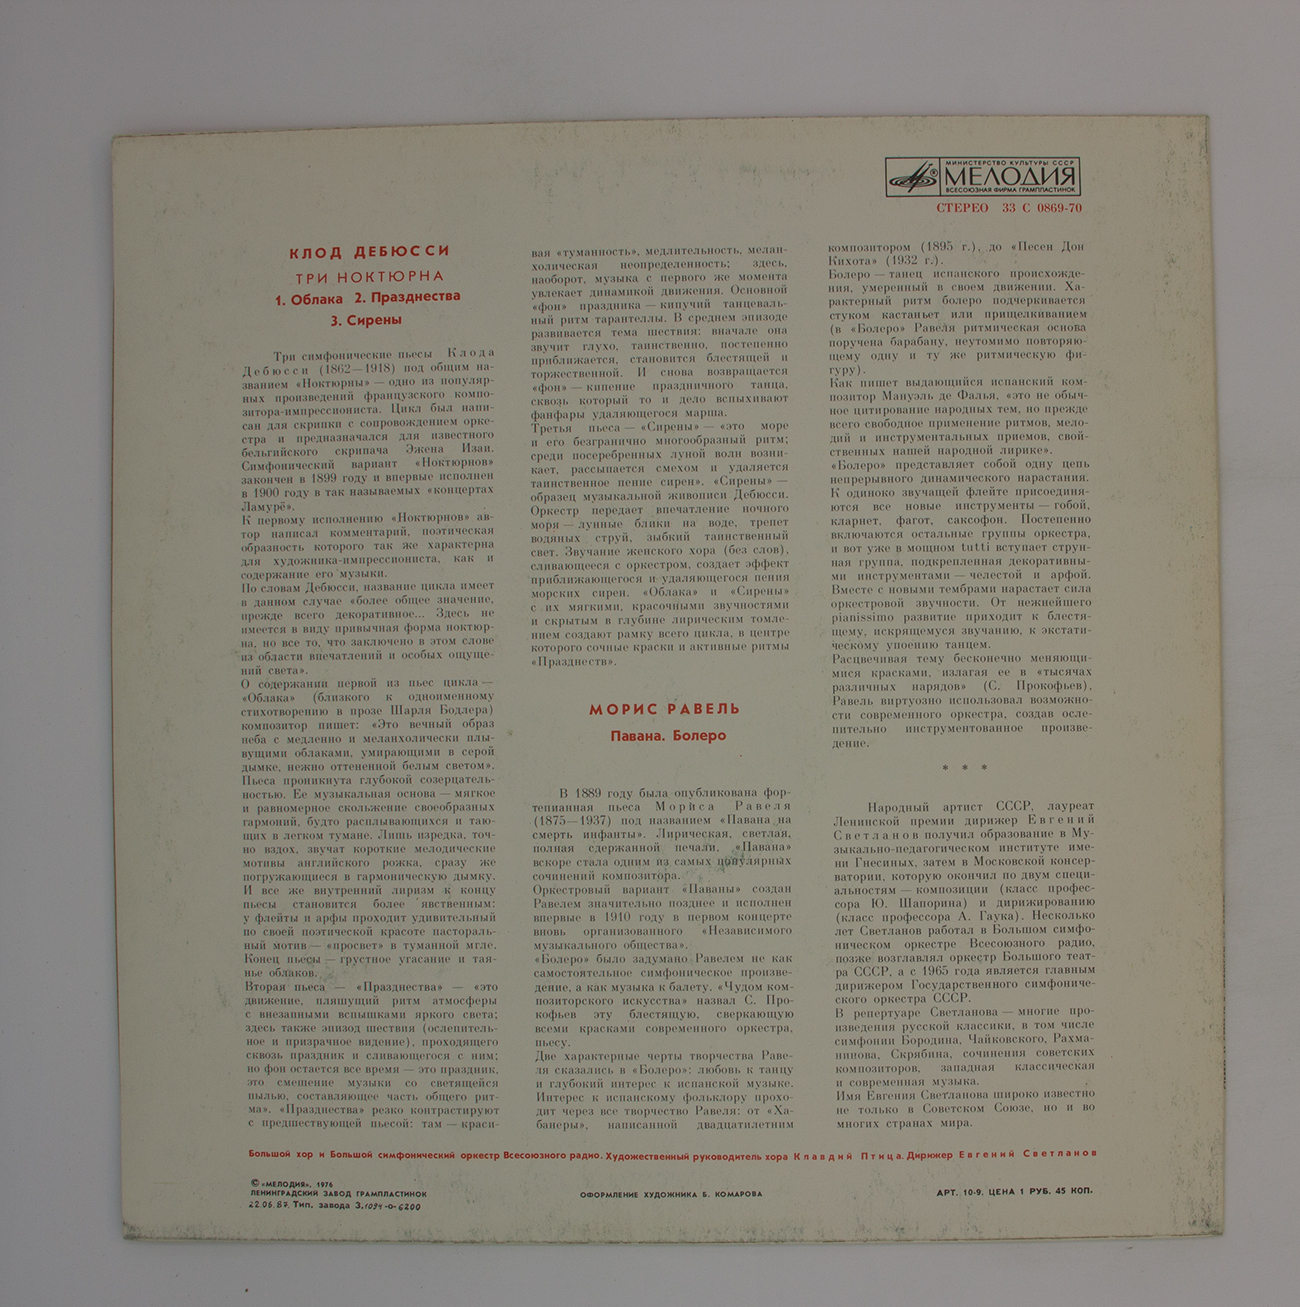 МИНИСТЕРСТВО КУЛЬТУРЫ СССР
МЕЛОДИЯ
ВСЕСОЮЗНАЯ ФИРМА ГРАМПЛАСТИНОК
СТЕРЕО 33 С 0869-70
КЛОД ДЕБЮССИ
ТРИ НОКТЮРНА
1. Облака 2. Празднества
3. Сирены
Три симфонические пьесы Клода
Дебюсси (1862—1918) под общим на-
званием «Ноктюрны» — одно из популяр-
ных произведений французского компо-
зитора-импрессиониста. Цикл был напи-
сан для скрипки с сопровождением орке-
стра и предназначался для известного
бельгийского скрипача Эжена Изаи.
Симфонический вариант «Ноктюрнов»
закончен в 1899 году и впервые исполнен
в 1900 году в так называемых «концертах
Ламурё».
К первому исполнению «Ноктюрнов» ав-
тор написал комментарий, поэтическая
образность которого так же характерна
для художника-импрессиониста, как и
содержание его музыки.
По словам Дебюсси, название цикла имеет
в данном случае «более общее значение,
прежде всего декоративное... Здесь не
имеется в виду привычная форма ноктюр-
на, но все то, что заключено в этом слове
из области впечатлений и особых ощуще-
ний света».
О содержании первой из пьес цикла —
«Облака» (близкого к одноименному
стихотворению в прозе Шарля Бодлера)
композитор пишет: «Это вечный образ
неба с медленно и меланхолически плы-
вущими облаками, умирающими в серой
дымке, нежно оттененной белым светом».
Пьеса проникнута глубокой созерцатель-
ностью. Ее музыкальная основа — мягкое
и равномерное скольжение своеобразных
гармоний, будто расплывающихся и таю-
щих в легком тумане. Лишь изредка, точ-
но вздох, звучат короткие мелодические
мотивы английского рожка, сразу же
погружающиеся в гармоническую дымку.
И все же внутренний лиризм к концу
пьесы становится более явственным:
у флейты и арфы проходит удивительный
по своей поэтической красоте пастораль-
ный мотив — «просвет» в туманной мгле.
Конец пьесы — грустное угасание и тая-
нье облаков.
Вторая пьеса — «Празднества» — «это
движение, пляшущий ритм атмосферы
с внезапными вспышками яркого света;
здесь также эпизод шествия (ослепитель-
ное и призрачное видение), проходящего
сквозь праздник и сливающегося с ним;
но фон остается все время — это праздник,
это смешение музыки со светящейся
пылью, составляющее часть общего рит-
ма». «Празднества» резко контрастируют
с предшествующей пьесой: там — краси-
вая «туманность», медлительность, мелан-
холическая неопределенность; здесь,
наоборот, музыка с первого же момента
увлекает динамикой движения. Основной
«фон» праздника — кипучий танцеваль-
ный ритм тарантеллы. В среднем эпизоде
развивается тема шествия: вначале она
звучит глухо, таинственно, постепенно
приближается, становится блестящей и
торжественной. И снова возвращается
«фон» — кипение праздничного танца,
сквозь который то и дело вспыхивают
фанфары удаляющегося марша.
Третья пьеса — «Сирены» — «это море
и его безгранично многообразный ритм;
среди посеребренных луной волн возни-
кает, рассыпается смехом и удаляется
таинственное пение сирен». «Сирены» —
образец музыкальной живописи Дебюсси.
Оркестр передает впечатление ночного
моря — лунные блики на воде, трепет
водяных струй, зыбкий таинственный
свет. Звучание женского хора (без слов),
сливающееся с оркестром, создает эффект
приближающегося и удаляющегося пения
морских сирен. «Облака» и «Сирены»
с их мягкими, красочными звучностями
и скрытым в глубине лирическим томле-
нием создают рамку всего цикла, в центре
которого сочные краски и активные ритмы
«Празднеств».
МОРИС РАВЕЛЬ
Павана. Болеро
В 1889 году была опубликована фор-
тепианная пьеса Мориса Равеля
(1875—1937) под названием «Павана на
смерть инфанты». Лирическая, светлая,
полная сдержанной печали, «Павана»
вскоре стала одним из самых популярных
сочинений композитора.
Оркестровый вариант «Паваны» создан
Равелем значительно позднее и исполнен
впервые в 1910 году в первом концерте
вновь организованного «Независимого
музыкального общества».
«Болеро» было задумано Равелем не как
самостоятельное симфоническое произве-
дение, а как музыка к балету. «Чудом ком-
позиторского искусства» назвал С. Про-
кофьев эту блестящую, сверкающую
всеми красками современного оркестра,
пьесу.
Две характерные черты творчества Раве-
ля сказались в «Болеро»: любовь к танцу
и глубокий интерес к испанской музыке.
Интерес к испанскому фольклору прохо-
дит через все творчество Равеля: от «Ха-
банеры», написанной двадцатилетним
композитором (1895 г.), до «Песен Дон
Кихота» (1932 г.).
Болеро — танец испанского происхожде-
ния, умеренный в своем движении. Ха-
рактерный ритм болеро подчеркивается
стуком кастаньет или прищелкиванием
(в «Болеро» Равеля ритмическая основа
поручена барабану, неутомимо повторяю-
щему одну и ту же ритмическую фи-
гуру).
Как пишет выдающийся испанский ком-
позитор Мануэль де Фалья, «это не обыч-
ное цитирование народных тем, но прежде
всего свободное применение ритмов, мело-
дий и инструментальных приемов, свой-
ственных нашей народной лирике».
«Болеро» представляет собой одну цепь
непрерывного динамического нарастания.
К одиноко звучащей флейте присоединя-
ются все новые инструменты — гобой,
кларнет, фагот, саксофон. Постепенно
включаются остальные группы оркестра,
и вот уже в мощном tutti вступает струн-
ная группа, подкрепленная декоративны-
ми инструментами — челестой и арфой.
Вместе с новыми тембрами нарастает сила
оркестровой звучности. От нежнейшего
pianissimo развитие приходит к блестя-
щему, искрящемуся звучанию, к экстати-
ческому упоению танцем.
Расцвечивая тему бесконечно меняющи-
мися красками, излагая ее в «тысячах
различных нарядов» (С. Прокофьев),
Равель виртуозно использовал возможно-
сти современного оркестра, создав осле-
пительно инструментованное произве-
дение.
* * *
Народный артист СССР, лауреат
Ленинской премии дирижер Евгений
Светланов получил образование в Му-
зыкально-педагогическом институте име-
ни Гнесиных, затем в Московской консер-
ватории, которую окончил по двум специ-
альностям — композиции (класс профес-
сора Ю. Шапорина) и дирижированию
(класс профессора А. Гаука). Несколько
лет Светланов работал в Большом симфо-
ническом оркестре Всесоюзного радио,
позже возглавлял оркестр Большого теат-
ра СССР, а с 1965 года является главным
дирижером Государственного симфониче-
ского оркестра СССР.
В репертуаре Светланова — многие про-
изведения русской классики, в том числе
симфонии Бородина, Чайковского, Рахма-
нинова, Скрябина, сочинения советских
композиторов, западная классическая
и современная музыка.
Имя Евгения Светланова широко известно
не только в Советском Союзе, но и во
многих странах мира.
Большой хор и Большой симфонический оркестр Всесоюзного радио. Художественный руководитель хора Клавдий Птица. Дирижер Евгений Светланов
© «МЕЛОДИЯ», 1976
ЛЕНИНГРАДСКИЙ ЗАВОД ГРАМПЛАСТИНОК
22.06.87. Тип. завода З.1094-0-6200
ОФОРМЛЕНИЕ ХУДОЖНИКА Б. КОМАРОВА
АРТ. 10-9. ЦЕНА 1 РУБ. 45 КОП.